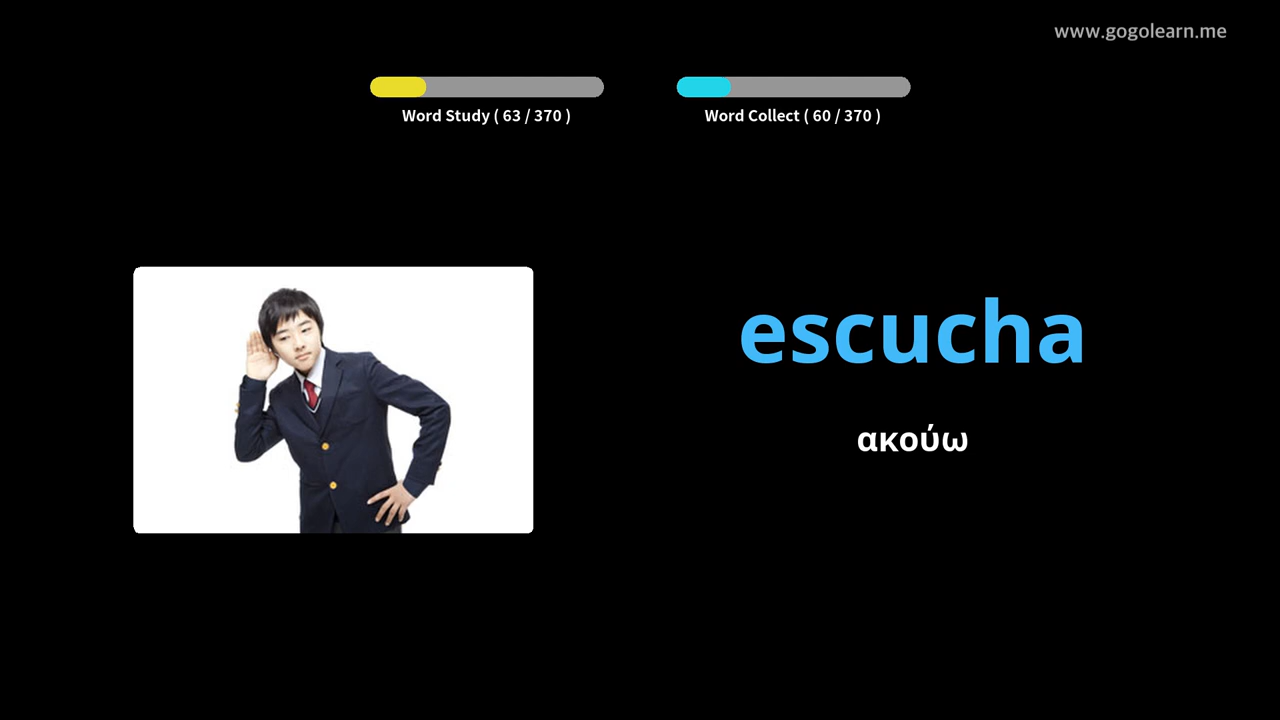 www.gogolearn.me
Word Study ( 63 / 370 )
Word Collect ( 60 / 370 )
escucha
ακούω